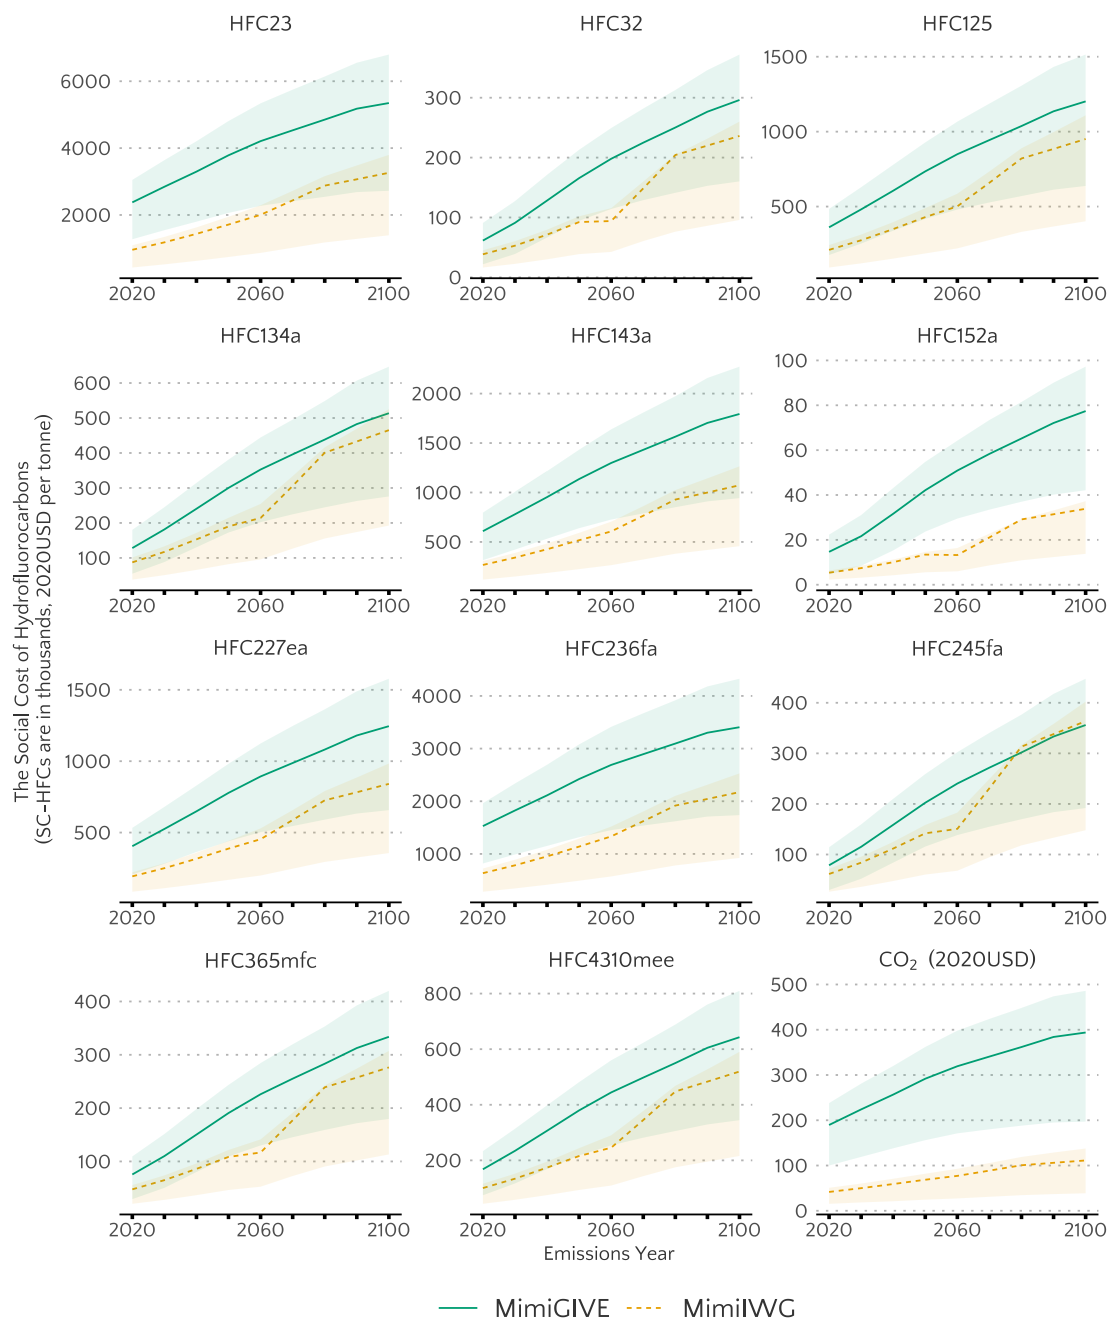 HFC23 HFC32 HFC125
6000
4000
2000
2020 2060 2100
300
200
100
0
2020 2060 2100
1500
1000
500
2020 2060 2100
HFC134a HFC143a HFC152a
600
500
400
300
200
100
2020 2060 2100
2000
1500
1000
500
2020 2060 2100
100
80
60
40
20
0
2020 2060 2100
The Social Cost of Hydrofluorocarbons
(SC-HFCs are in thousands, 2020USD per tonne)
HFC227ea HFC236fa HFC245fa
1500
1000
500
2020 2060 2100
4000
3000
2000
1000
2020 2060 2100
400
300
200
100
2020 2060 2100
HFC365mfc HFC4310mee CO₂ (2020USD)
400
300
200
100
2020 2060 2100
800
600
400
200
2020 2060 2100
500
400
300
200
100
0
2020 2060 2100
Emissions Year
MimiGIVE MimiIWG